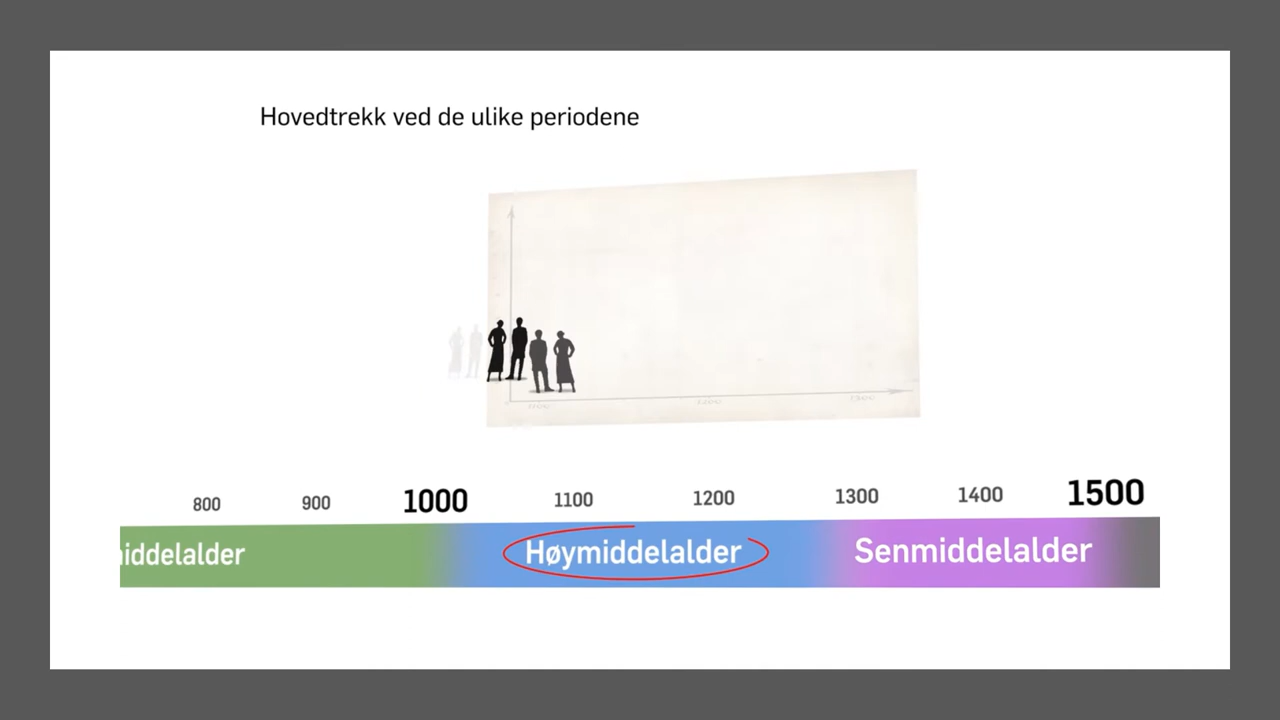 Hovedtrekk ved de ulike periodene
800 900 1000 1100 1200 1300 1400 1500
iddelalder Høymiddelalder Senmiddelalder